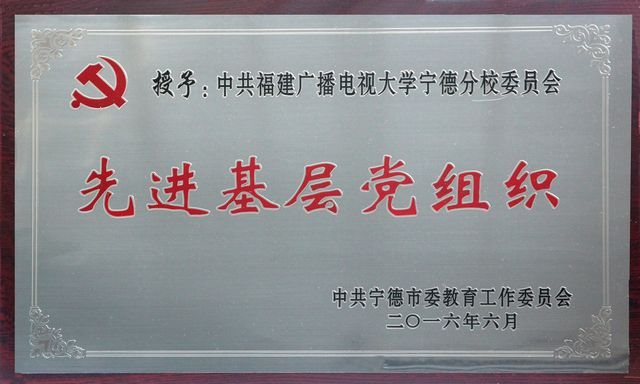 授予:中共福建广播电视大学宁德分校委员会
先进基层党组织
中共宁德市委教育工作委员会
二〇一六年六月